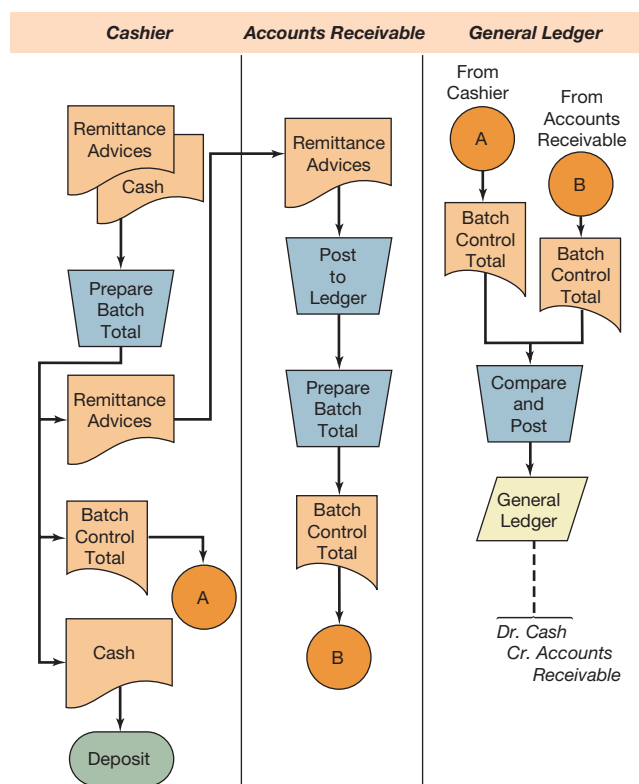 Cashier
Accounts Receivable
General Ledger
Remittance
Advices
Cash
Prepare
Batch
Total
Remittance
Advices
Batch
Control
Total
A
Cash
Deposit
Remittance
Advices
Post
to
Ledger
Prepare
Batch
Total
Batch
Control
Total
B
From
Cashier
A
From
Accounts
Receivable
B
Batch
Control
Total
Batch
Control
Total
Compare
and
Post
General
Ledger
Dr. Cash
Cr. Accounts
Receivable